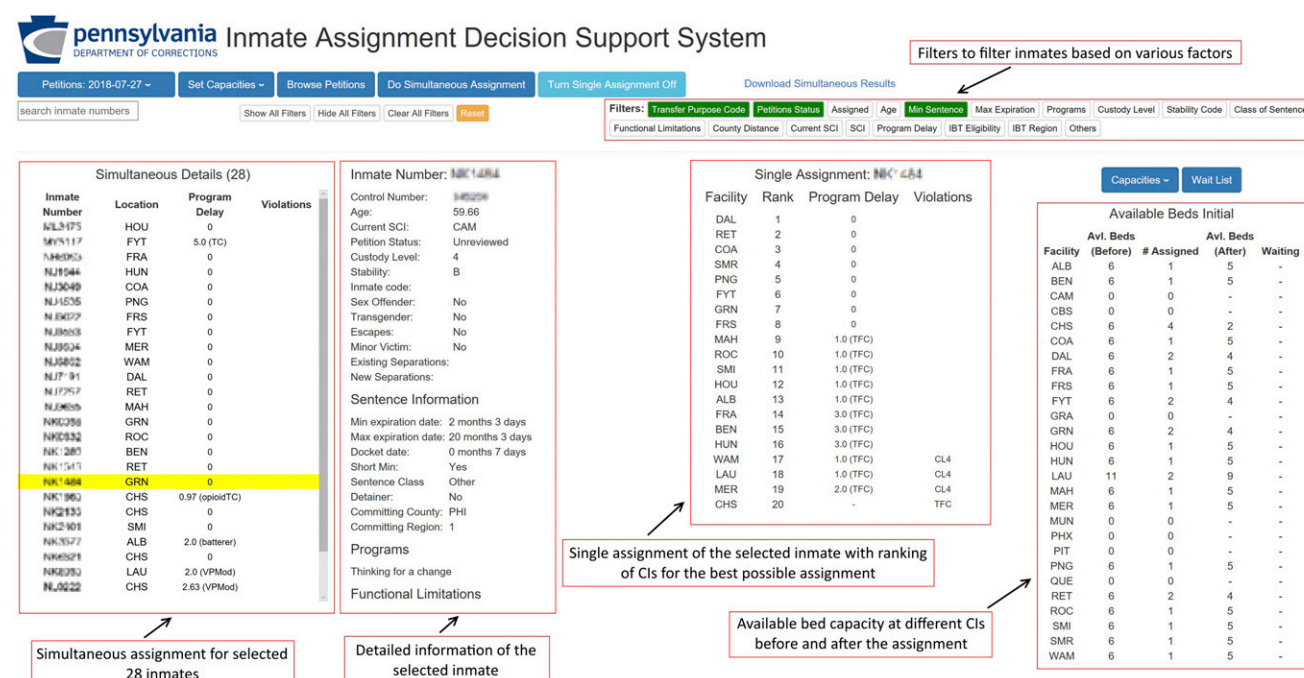 pennsylvania
DEPARTMENT OF CORRECTIONS
Inmate Assignment Decision Support System
Filters to filter inmates based on various factors
Petitions: 2018-07-27 Set Capacities Browse Petitions Do Simultaneous Assignment Turn Single Assignment Off Download Simultaneous Results
search inmate numbers Show All Filters Hide All Filters Clear All Filters Reset
Filters: Transfer Purpose Code Petitions Status Assigned Age Min Sentence Max Expiration Programs Custody Level Stability Code Class of Sentence
Functional Limitations County Distance Current SCI SCI Program Delay IBT Eligibility IBT Region Others
Simultaneous Details (28)
Inmate Number Location Program Delay Violations
HOU 0
FYT 5.0 (TC)
FRA 0
HUN 0
COA 0
PNG 0
FRS 0
FYT 0
MER 0
WAM 0
DAL 0
RET 0
MAH 0
GRN 0
ROC 0
BEN 0
RET 0
GRN 0
CHS 0.97 (opioidTC)
CHS 0
SMI 0
ALB 2.0 (batterer)
CHS 0
LAU 2.0 (VPMod)
CHS 2.63 (VPMod)
Simultaneous assignment for selected
28 inmates
Inmate Number:
Control Number:
Age: 59.66
Current SCI: CAM
Petition Status: Unreviewed
Custody Level: 4
Stability: B
Inmate code:
Sex Offender: No
Transgender: No
Escapes: No
Minor Victim: No
Existing Separations:
New Separations:
Sentence Information
Min expiration date: 2 months 3 days
Max expiration date: 20 months 3 days
Docket date: 0 months 7 days
Short Min: Yes
Sentence Class Other
Detainer: No
Committing County: PHI
Committing Region: 1
Programs
Thinking for a change
Functional Limitations
Detailed information of the
selected inmate
Single Assignment:
Facility Rank Program Delay Violations
DAL 1 0
RET 2 0
COA 3 0
SMR 4 0
PNG 5 0
FYT 6 0
GRN 7 0
FRS 8 0
MAH 9 1.0 (TFC)
ROC 10 1.0 (TFC)
SMI 11 1.0 (TFC)
HOU 12 1.0 (TFC)
ALB 13 1.0 (TFC)
FRA 14 3.0 (TFC)
BEN 15 3.0 (TFC)
HUN 16 3.0 (TFC)
WAM 17 1.0 (TFC) CL4
LAU 18 1.0 (TFC) CL4
MER 19 2.0 (TFC) CL4
CHS 20 - TFC
Single assignment of the selected inmate with ranking
of CIs for the best possible assignment
Capacities Wait List
Available Beds Initial
Facility Avl. Beds (Before) # Assigned Avl. Beds (After) Waiting
ALB 6 1 5 -
BEN 6 1 5 -
CAM 0 0 - -
CBS 0 0 - -
CHS 6 4 2 -
COA 6 1 5 -
DAL 6 2 4 -
FRA 6 1 5 -
FRS 6 1 5 -
FYT 6 2 4 -
GRA 0 0 - -
GRN 6 2 4 -
HOU 6 1 5 -
HUN 6 1 5 -
LAU 11 2 9 -
MAH 6 1 5 -
MER 6 1 5 -
MUN 0 0 - -
PHX 0 0 - -
PIT 0 0 - -
PNG 6 1 5 -
QUE 0 0 - -
RET 6 2 4 -
ROC 6 1 5 -
SMI 6 1 5 -
SMR 6 1 5 -
WAM 6 1 5 -
Available bed capacity at different CIs
before and after the assignment